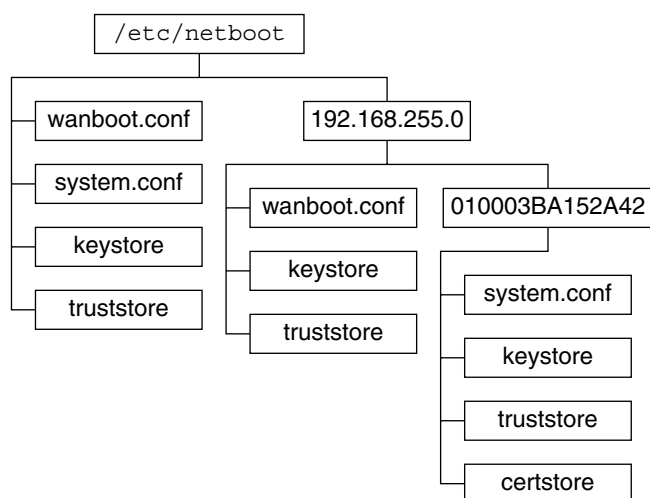 /etc/netboot
wanboot.conf
system.conf
keystore
truststore
192.168.255.0
wanboot.conf
keystore
truststore
010003BA152A42
system.conf
keystore
truststore
certstore